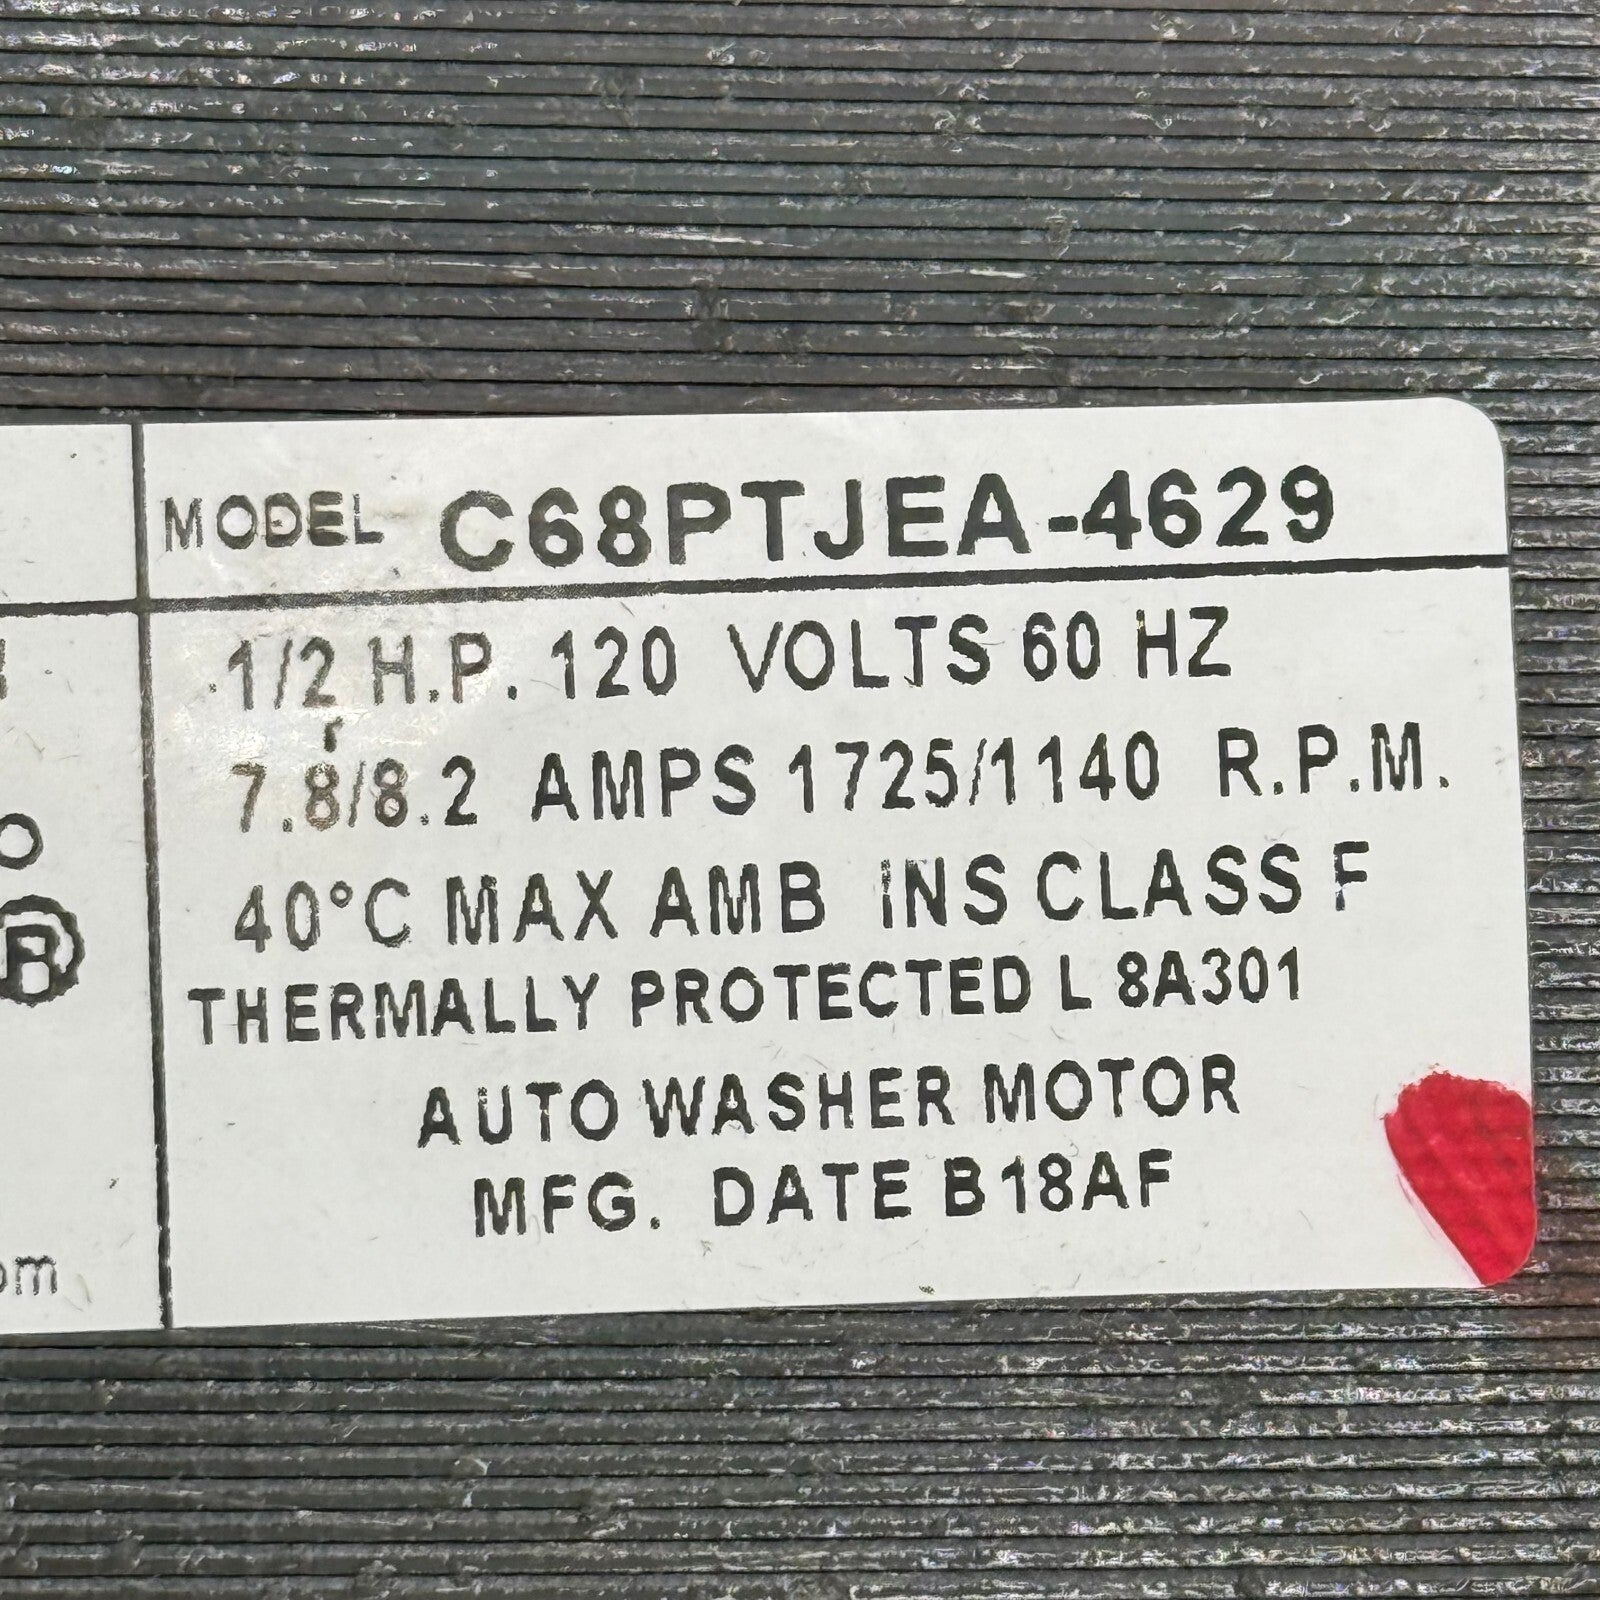 MODEL C68PTJEA-4629
1/2 H.P. 120 VOLTS 60 HZ
7.8/8.2 AMPS 1725/1140 R.P.M.
40°C MAX AMB INS CLASS F
THERMALLY PROTECTED L 8A301
AUTO WASHER MOTOR
MFG. DATE B18AF
om